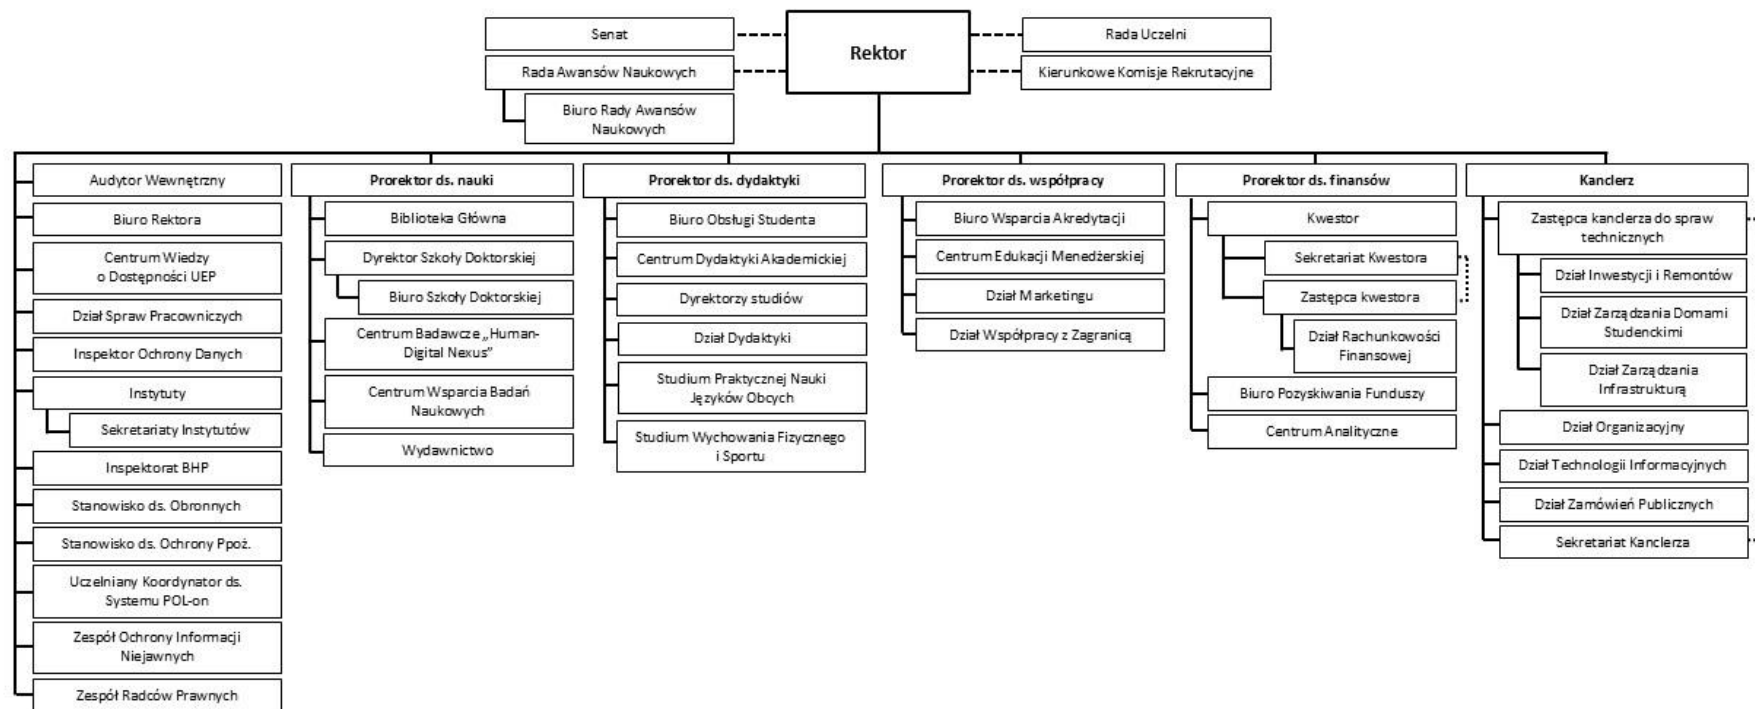 Senat
Rektor
Rada Uczelni
Rada Awansów Naukowych
Kierunkowe Komisje Rekrutacyjne
Biuro Rady Awansów
Naukowych
Audytor Wewnętrzny
Biuro Rektora
Centrum Wiedzy
o Dostępności UEP
Dział Spraw Pracowniczych
Inspektor Ochrony Danych
Instytuty
Sekretariaty Instytutów
Inspektorat BHP
Stanowisko ds. Obronnych
Stanowisko ds. Ochrony Ppoż.
Uczelniany Koordynator ds.
Systemu POL-on
Zespół Ochrony Informacji
Niejawnych
Zespół Radców Prawnych
Prorektor ds. nauki
Biblioteka Główna
Dyrektor Szkoły Doktorskiej
Biuro Szkoły Doktorskiej
Centrum Badawcze „Human-
Digital Nexus”
Centrum Wsparcia Badań
Naukowych
Wydawnictwo
Prorektor ds. dydaktyki
Biuro Obsługi Studenta
Centrum Dydaktyki Akademickiej
Dyrektorzy studiów
Dział Dydaktyki
Studium Praktycznej Nauki
Języków Obcych
Studium Wychowania Fizycznego
i Sportu
Prorektor ds. współpracy
Biuro Wsparcia Akredytacji
Centrum Edukacji Menedżerskiej
Dział Marketingu
Dział Współpracy z Zagranicą
Prorektor ds. finansów
Kwestor
Sekretariat Kwestora
Zastępca kwestora
Dział Rachunkowości
Finansowej
Biuro Pozyskiwania Funduszy
Centrum Analityczne
Kanclerz
Zastępca kanclerza do spraw
technicznych
Dział Inwestycji i Remontów
Dział Zarządzania Domami
Studenckimi
Dział Zarządzania
Infrastrukturą
Dział Organizacyjny
Dział Technologii Informacyjnych
Dział Zamówień Publicznych
Sekretariat Kanclerza